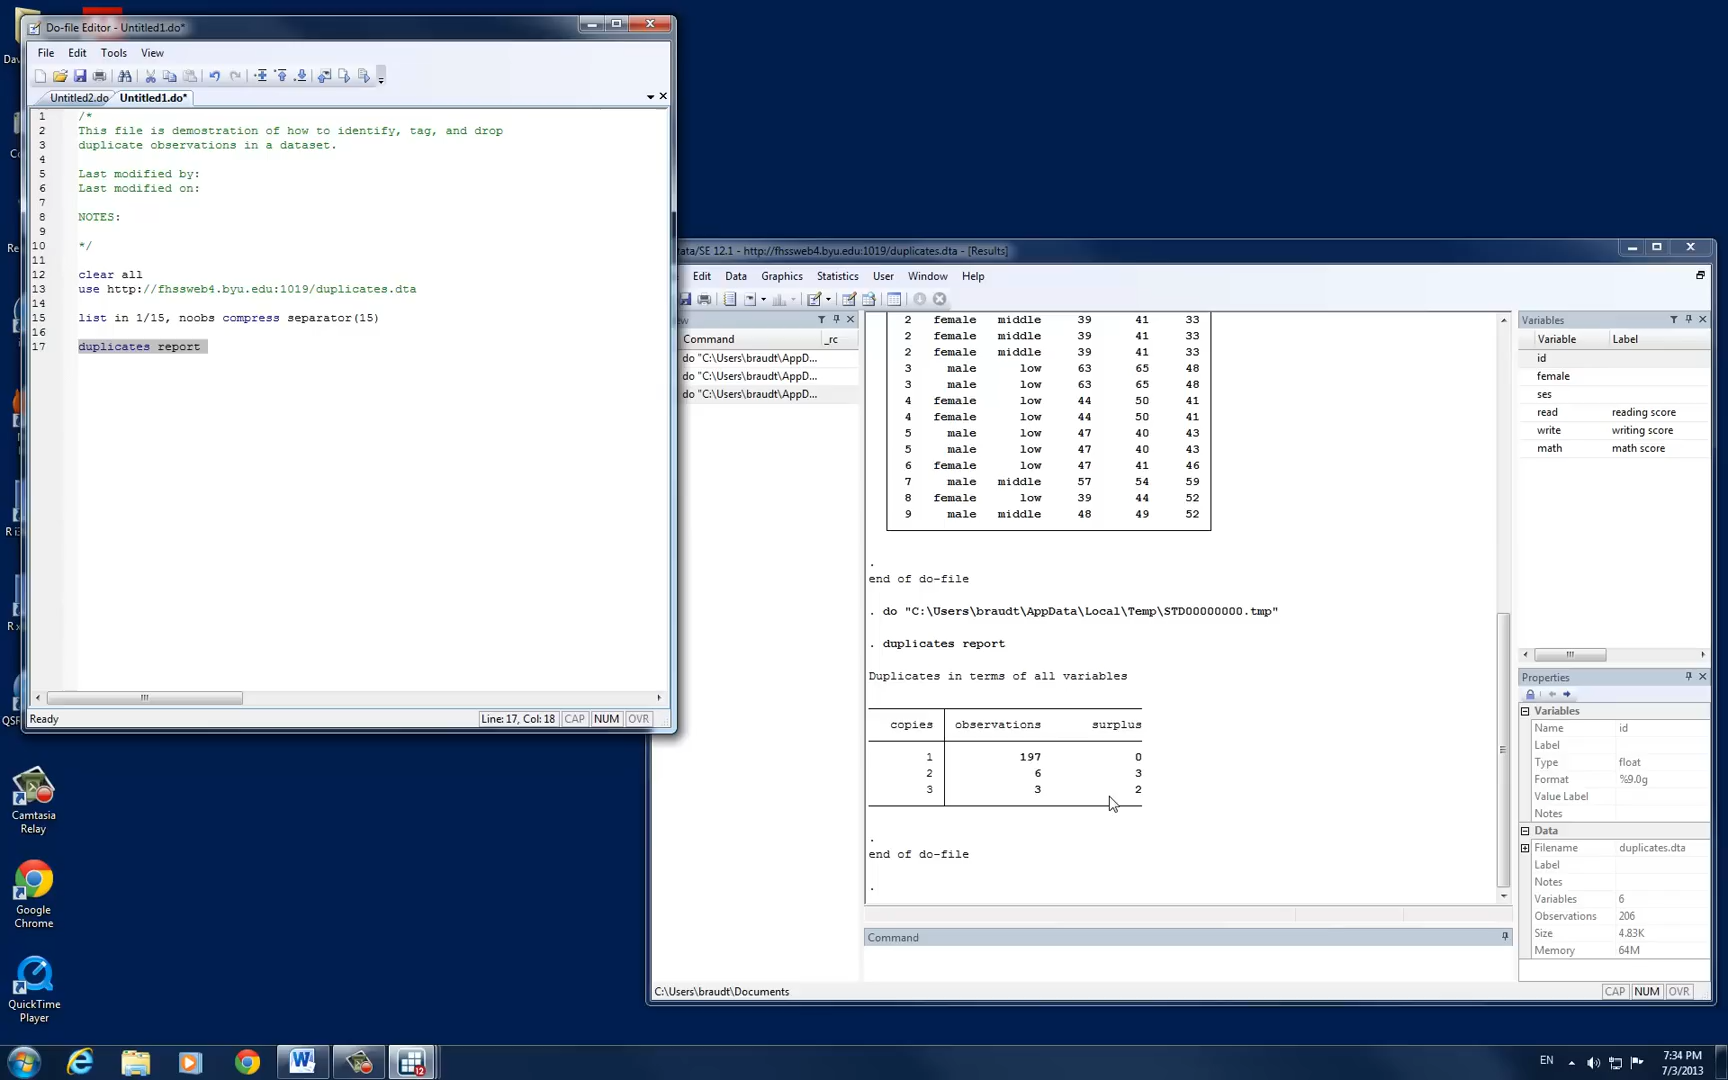 Do-file Editor - Untitled1.do*
File Edit Tools View
Untitled2.do Untitled1.do*
1 /*
2 This file is demostration of how to identify, tag, and drop
3 duplicate observations in a dataset.
4
5 Last modified by:
6 Last modified on:
7
8 NOTES:
9
10 */
11
12 clear all
13 use http://fhssweb4.byu.edu:1019/duplicates.dta
14
15 list in 1/15, noobs compress separator(15)
16
17 duplicates report
Ready Line: 17, Col: 18 CAP NUM OVR
ata/SE 12.1 - http://fhssweb4.byu.edu:1019/duplicates.dta - [Results]
Edit Data Graphics Statistics User Window Help
Command _rc
do "C:\Users\braudt\AppD...
do "C:\Users\braudt\AppD...
do "C:\Users\braudt\AppD...
2 female middle 39 41 33
2 female middle 39 41 33
2 female middle 39 41 33
3 male low 63 65 48
3 male low 63 65 48
4 female low 44 50 41
4 female low 44 50 41
5 male low 47 40 43
5 male low 47 40 43
6 female low 47 41 46
7 male middle 57 54 59
8 female low 39 44 52
9 male middle 48 49 52
.
end of do-file
. do "C:\Users\braudt\AppData\Local\Temp\STD00000000.tmp"
. duplicates report
Duplicates in terms of all variables
copies observations surplus
1 197 0
2 6 3
3 3 2
.
end of do-file
.
Command
C:\Users\braudt\Documents
CAP NUM OVR
Variables
Variable Label
id
female
ses
read reading score
write writing score
math math score
Properties
Variables
Name id
Label
Type float
Format %9.0g
Value Label
Notes
Data
Filename duplicates.dta
Label
Notes
Variables 6
Observations 206
Size 4.83K
Memory 64M
Camtasia
Relay
Google
Chrome
QuickTime
Player
12
EN
7:34 PM
7/3/2013